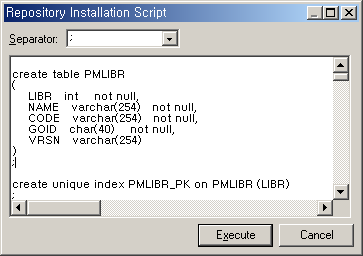 Repository Installation Script
Separator: ;
create table PMLIBR
(
LIBR int not null,
NAME varchar(254) not null,
CODE varchar(254) not null,
GOID char(40) not null,
VRSN varchar(254)
)
;
create unique index PMLIBR_PK on PMLIBR (LIBR)
;
Execute Cancel